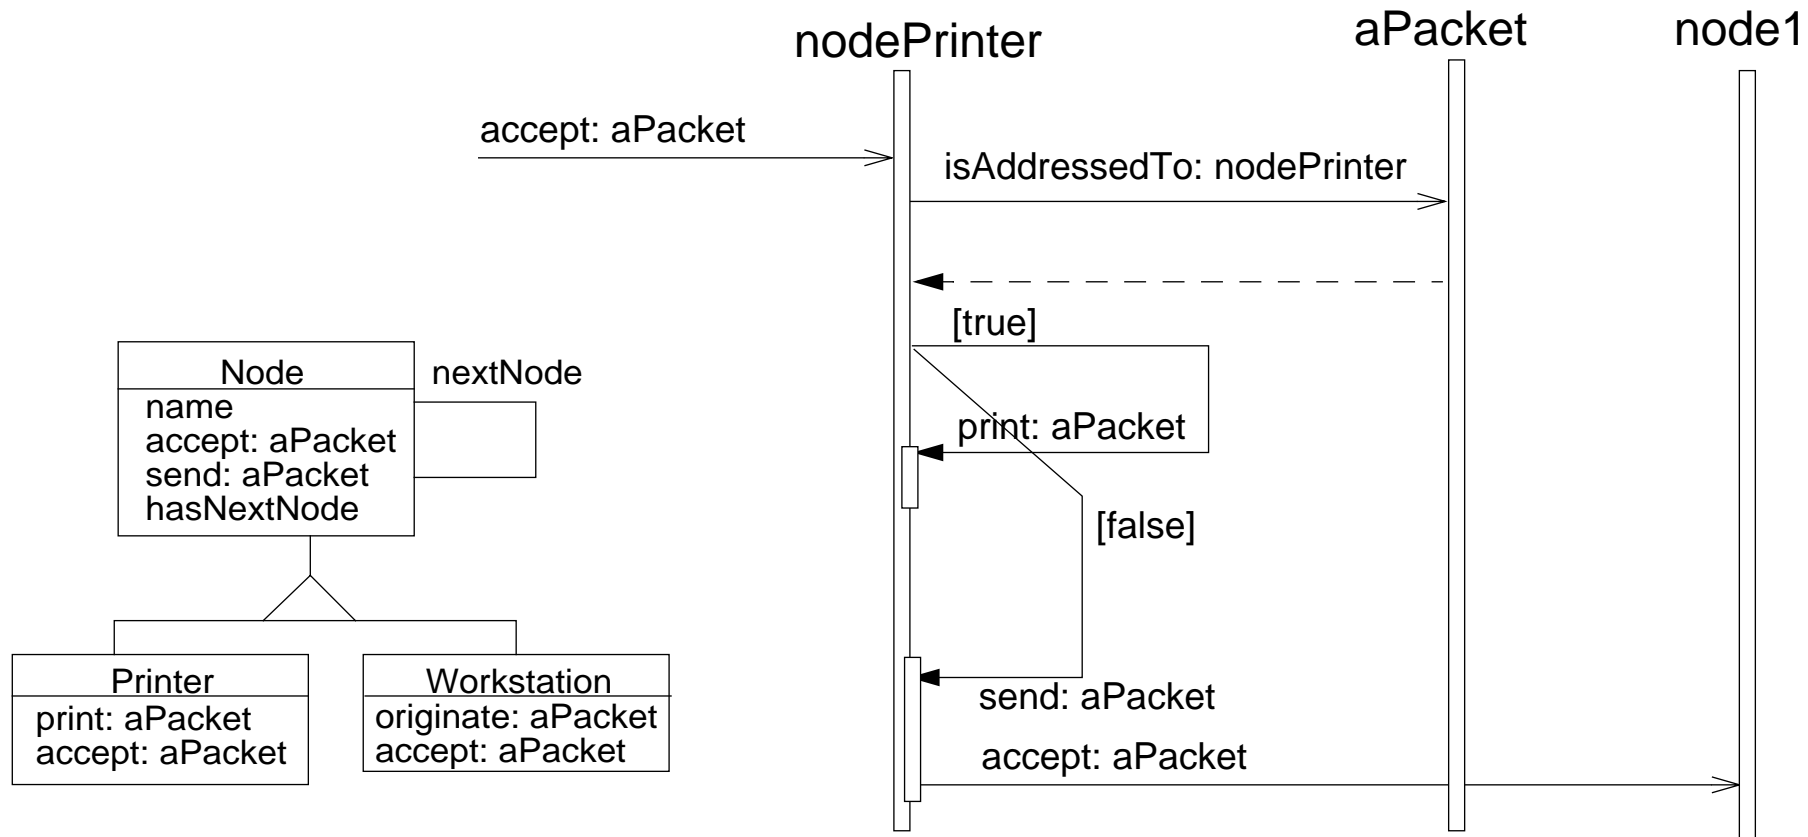 nodePrinter
aPacket
node1
accept: aPacket
isAddressedTo: nodePrinter
[true]
print: aPacket
[false]
send: aPacket
accept: aPacket
Node
nextNode
name
accept: aPacket
send: aPacket
hasNextNode
Printer
print: aPacket
accept: aPacket
Workstation
originate: aPacket
accept: aPacket